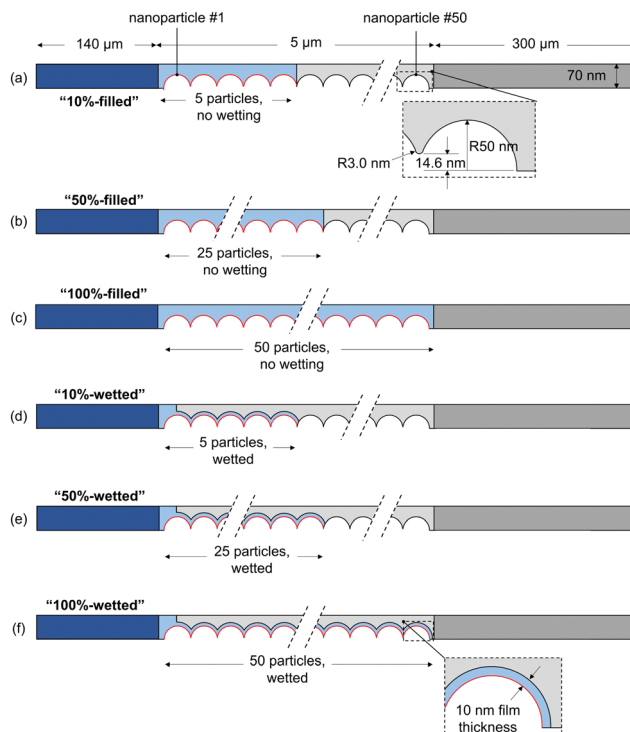 nanoparticle #1
nanoparticle #50
140 µm
5 µm
300 µm
(a)
70 nm
"10%-filled"
5 particles,
no wetting
R50 nm
R3.0 nm
14.6 nm
(b)
"50%-filled"
25 particles,
no wetting
"100%-filled"
(c)
50 particles,
no wetting
"10%-wetted"
(d)
5 particles,
wetted
"50%-wetted"
(e)
25 particles,
wetted
"100%-wetted"
(f)
50 particles,
wetted
10 nm film
thickness